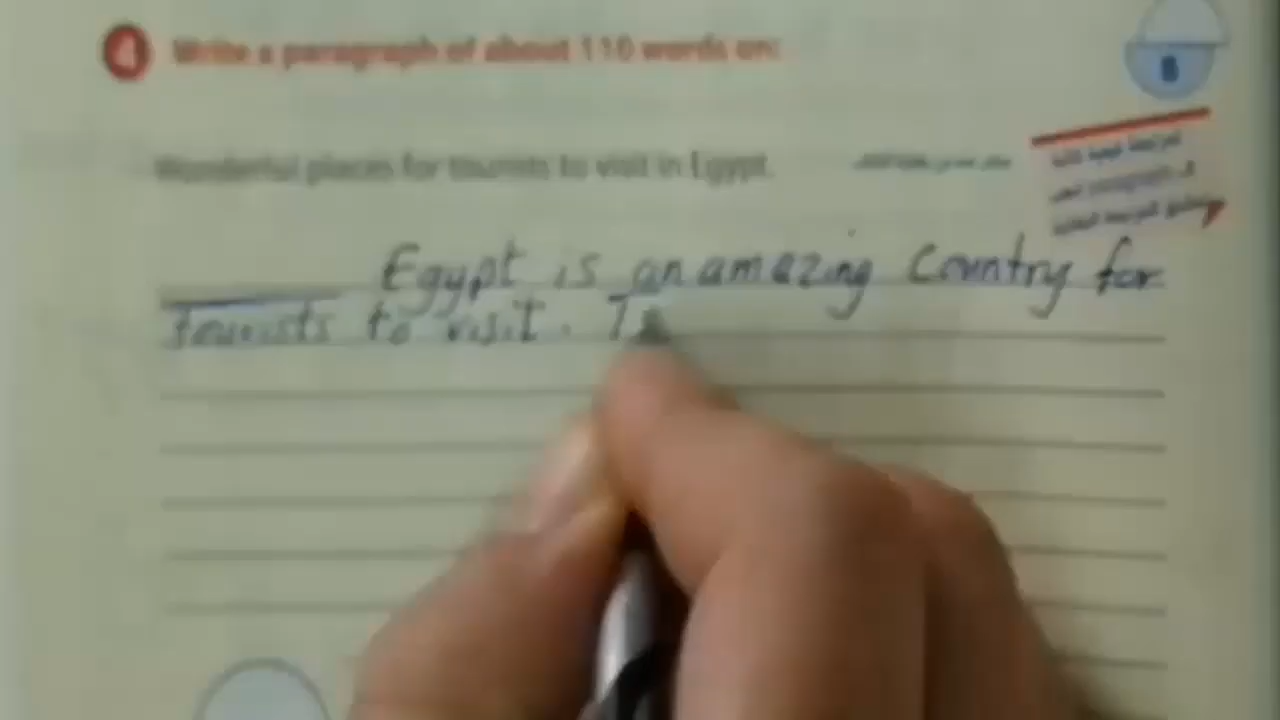 4 Write a paragraph of about 110 words on:
8
Wonderful places for tourists to visit in Egypt.
Egypt is an amazing Country for
tourists to visit. T